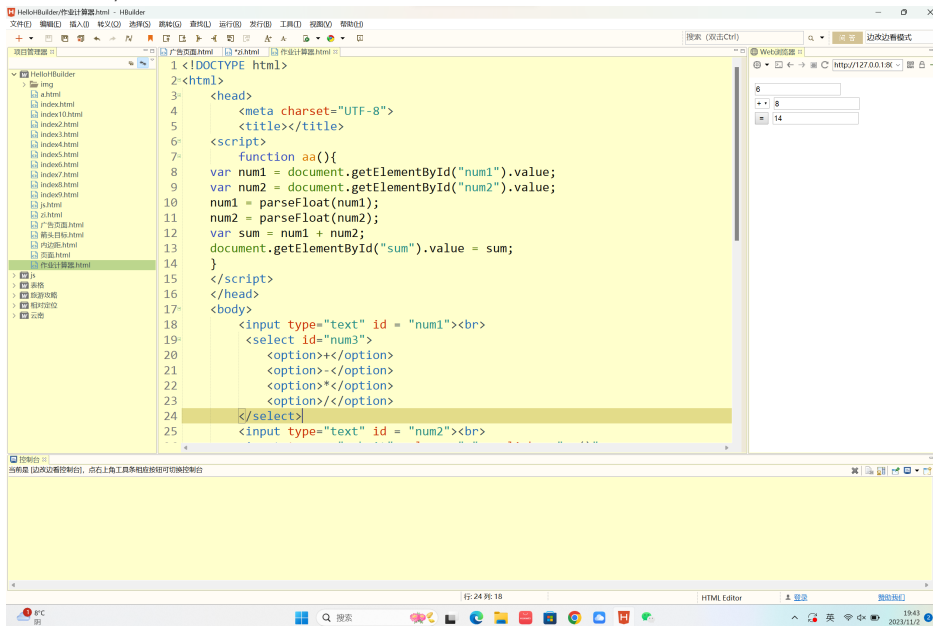 HelloHBuilder/作业计算器.html - HBuilder
文件(F) 编辑(E) 插入(I) 转义(O) 选择(S) 跳转(G) 查找(L) 运行(R) 发行(B) 工具(T) 视图(V) 帮助(H)
搜索 (双击Ctrl)
边改边看模式
项目管理器
广告页面.html
*zi.html
作业计算器.html
Web浏览器
HelloHBuilder
img
a.html
index.html
index10.html
index2.html
index3.html
index4.html
index5.html
index6.html
index7.html
index8.html
index9.html
js.html
zi.html
广告页面.html
箭头目标.html
内边距.html
页面.html
作业计算器.html
js
表格
旅游攻略
相对定位
云南
1 <!DOCTYPE html>
2 <html>
3 <head>
4 <meta charset="UTF-8">
5 <title></title>
6 <script>
7 function aa(){
8 var num1 = document.getElementById("num1").value;
9 var num2 = document.getElementById("num2").value;
10 num1 = parseFloat(num1);
11 num2 = parseFloat(num2);
12 var sum = num1 + num2;
13 document.getElementById("sum").value = sum;
14 }
15 </script>
16 </head>
17 <body>
18 <input type="text" id = "num1"><br>
19 <select id="num3">
20 <option>+</option>
21 <option>-</option>
22 <option>*</option>
23 <option>/</option>
24 </select>
25 <input type="text" id = "num2"><br>
http://127.0.0.1:8(
6
+ 8
= 14
控制台
当前是 [边改边看控制台]，点右上角工具条相应按钮可切换控制台
行: 24 列: 18
HTML Editor
登录
赞助我们
8°C
阴
搜索
英
19:43
2023/11/2